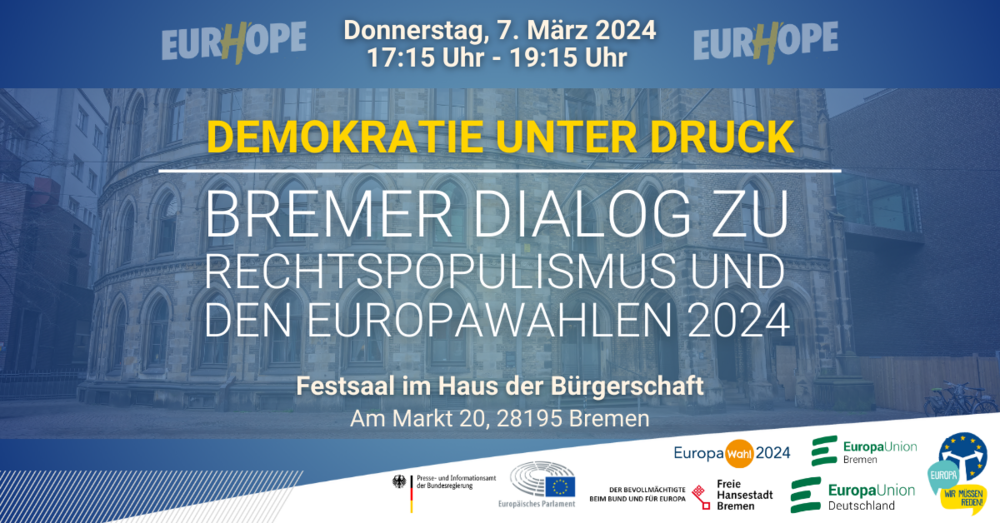 EURHOPE
Donnerstag, 7. März 2024
17:15 Uhr - 19:15 Uhr
EURHOPE
DEMOKRATIE UNTER DRUCK
BREMER DIALOG ZU
RECHTSPOPULISMUS UND
DEN EUROPAWAHLEN 2024
Festsaal im Haus der Bürgerschaft
Am Markt 20, 28195 Bremen
Presse- und Informationsamt
der Bundesregierung
Europäisches Parlament
DER BEVOLLMÄCHTIGTE
BEIM BUND UND FÜR EUROPA
Freie
Hansestadt
Bremen
Europa Wahl 2024
EuropaUnion
Bremen
EuropaUnion
Deutschland
EUROPA
WIR MÜSSEN
REDEN!